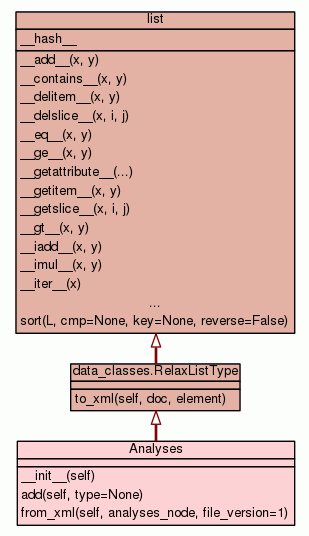 list
__hash__
__add__(x, y)
__contains__(x, y)
__delitem__(x, y)
__delslice__(x, i, j)
__eq__(x, y)
__ge__(x, y)
__getattribute__(...)
__getitem__(x, y)
__getslice__(x, i, j)
__gt__(x, y)
__iadd__(x, y)
__imul__(x, y)
__iter__(x)
...
sort(L, cmp=None, key=None, reverse=False)
data_classes.RelaxListType
to_xml(self, doc, element)
Analyses
__init__(self)
add(self, type=None)
from_xml(self, analyses_node, file_version=1)